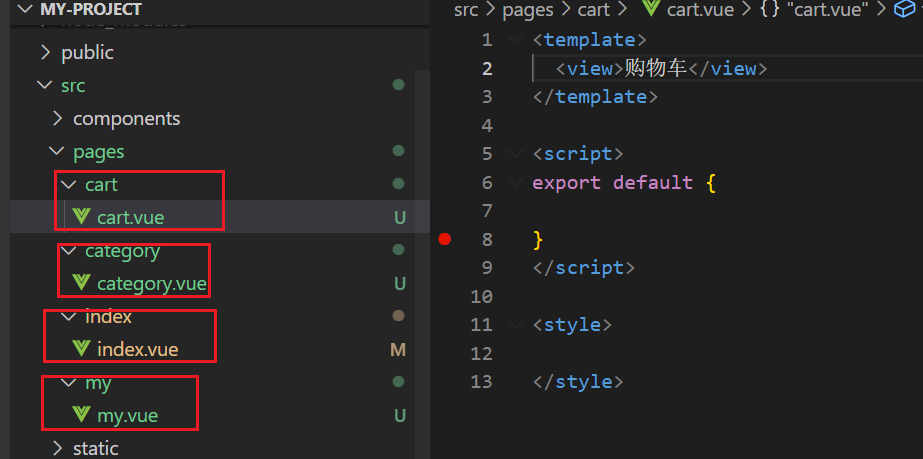 MY-PROJECT
public
src
components
pages
cart
cart.vue U
category
category.vue U
index
index.vue M
my
my.vue U
static
src > pages > cart > cart.vue > {} "cart.vue" >
1 <template>
2 <view>购物车</view>
3 </template>
4
5 <script>
6 export default {
7
8 }
9 </script>
10
11 <style>
12
13 </style>